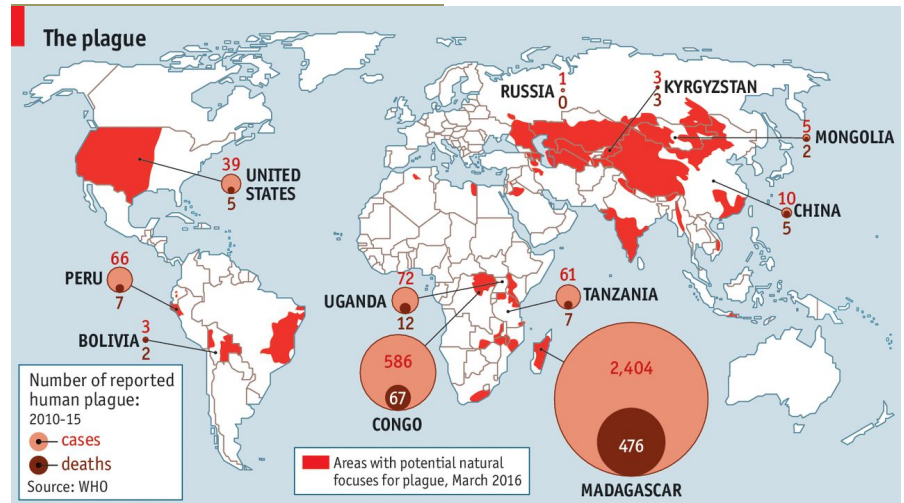 The plague
RUSSIA
1
0
3
KYRGYZSTAN
3
5
MONGOLIA
2
39
UNITED
STATES
5
10
CHINA
5
66
PERU
7
72
UGANDA
12
61
TANZANIA
7
BOLIVIA
3
2
586
67
CONGO
2,404
476
MADAGASCAR
Number of reported
human plague:
2010-15
cases
deaths
Source: WHO
Areas with potential natural
focuses for plague, March 2016